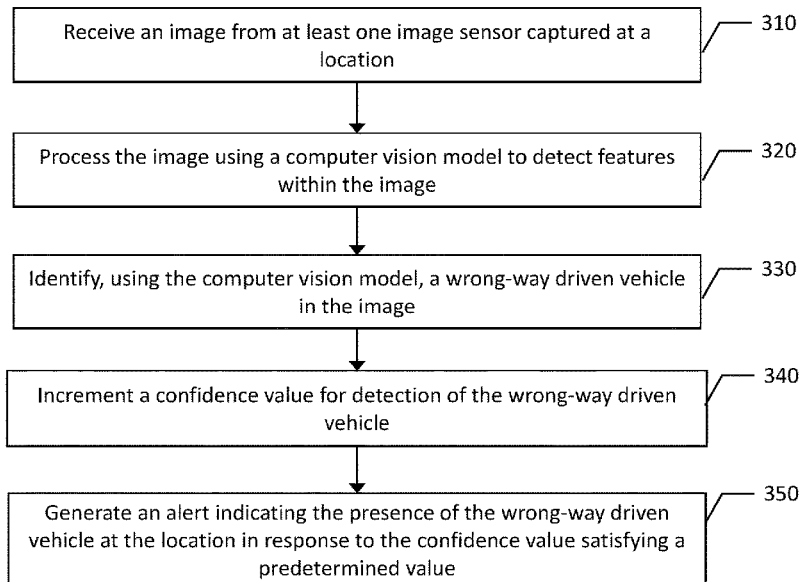 Receive an image from at least one image sensor captured at a
location
310
Process the image using a computer vision model to detect features
within the image
320
Identify, using the computer vision model, a wrong-way driven vehicle
in the image
330
Increment a confidence value for detection of the wrong-way driven
vehicle
340
Generate an alert indicating the presence of the wrong-way driven
vehicle at the location in response to the confidence value satisfying a
predetermined value
350